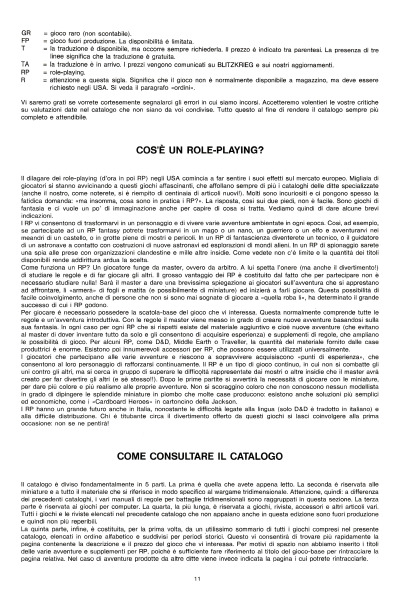 GR = gioco raro (non scontabile).
FP = gioco fuori produzione. La disponibilità è limitata.
T = la traduzione è disponibile, ma occorre sempre richiederla. Il prezzo è indicato tra parentesi. La presenza di tre
linee significa che la traduzione è gratuita.
TA = la traduzione è in arrivo. I prezzi vengono comunicati su BLITZKRIEG e sui nostri aggiornamenti.
RP = role-playing.
R = attenzione a questa sigla. Significa che il gioco non è normalmente disponibile a magazzino, ma deve essere
richiesto negli USA. Si veda il paragrafo «ordini».
Vi saremo grati se vorrete cortesemente segnalarci gli errori in cui siamo incorsi. Accetteremo volentieri le vostre critiche
su valutazioni date nel catalogo che non siano da voi condivise. Tutto questo al fine di rendere il catalogo sempre più
completo e attendibile.
COS'È UN ROLE-PLAYING?
Il dilagare dei role-playing (d'ora in poi RP) negli USA comincia a far sentire i suoi effetti sul mercato europeo. Migliaia di
giocatori si stanno avvicinando a questi giochi affascinanti, che affollano sempre di più i cataloghi delle ditte specializzate
(anche il nostro, come noterete, si è riempito di centinaia di articoli nuovi!). Molti sono incuriositi e ci pongono spesso la
fatidica domanda: «ma insomma, cosa sono in pratica i RP?». La risposta, così sui due piedi, non è facile. Sono giochi di
fantasia e ci vuole un po' di immaginazione anche per capire di cosa si tratta. Vediamo quindi di dare alcune brevi
indicazioni.
I RP vi consentono di trasformarvi in un personaggio e di vivere varie avventure ambientate in ogni epoca. Così, ad esempio,
se partecipate ad un RP fantasy potrete trasformarvi in un mago o un nano, un guerriero o un elfo e avventurarvi nei
meandri di un castello, o in grotte piene di mostri e pericoli. In un RP di fantascienza diventerete un tecnico, o il guidatore
di un astronave a contatto con costruzioni di nuove astronavi ed esplorazioni di mondi alieni. In un RP di spionaggio sarete
una spia alle prese con organizzazioni clandestine e mille altre insidie. Come vedete non c'è limite e la quantità dei titoli
disponibili rende addirittura ardua la scelta.
Come funziona un RP? Un giocatore funge da master, ovvero da arbitro. A lui spetta l'onere (ma anche il divertimento!)
di studiare le regole e di far giocare gli altri. Il grosso vantaggio dei RP è costituito dal fatto che per partecipare non è
necessario studiare nulla! Sarà il master a dare una brevissima spiegazione ai giocatori sull'avventura che si apprestano
ad affrontare, li «armerà» di fogli e matita (e possibilmente di miniature) ed inizierà a farli giocare. Questa possibilità di
facile coinvolgimento, anche di persone che non si sono mai sognate di giocare a «quella roba lì», ha determinato il grande
successo di cui i RP godono.
Per giocare è necessario possedere la scatola-base del gioco che vi interessa. Questa normalmente comprende tutte le
regole e un'avventura introduttiva. Con le regole il master viene messo in grado di creare nuove avventure basandosi sulla
sua fantasia. In ogni caso per ogni RP che si rispetti esiste del materiale aggiuntivo e cioè nuove avventure (che evitano
al master di dover inventare tutto da solo e gli consentono di acquisire esperienza) e supplementi di regole, che ampliano
le possibilità di gioco. Per alcuni RP, come D&D, Middle Earth o Traveller, la quantità del materiale fornito dalle case
produttrici è enorme. Esistono poi innumerevoli accessori per RP, che possono essere utilizzati universalmente.
I giocatori che partecipano alle varie avventure e riescono a sopravvivere acquisiscono «punti di esperienza», che
consentono al loro personaggio di rafforzarsi continuamente. Il RP è un tipo di gioco continuo, in cui non si combatte gli
uni contro gli altri, ma si cerca in gruppo di superare le difficoltà rappresentate dai mostri o altre insidie che il master avrà
creato per far divertire gli altri (e sè stesso!!). Dopo le prime partite si avvertirà la necessità di giocare con le miniature,
per dare più colore e più realismo alle proprie avventure. Non si scoraggino coloro che non conoscono nessun modellista
in grado di dipingere le splendide miniature in piombo che molte case producono: esistono anche soluzioni più semplici
ed economiche, come i «Cardboard Heroes» in cartoncino della Jackson.
I RP hanno un grande futuro anche in Italia, nonostante le difficoltà legate alla lingua (solo D&D è tradotto in italiano) e
alla difficile distribuzione. Chi è titubante circa il divertimento offerto da questi giochi si lasci coinvolgere alla prima
occasione: non se ne pentirà!
COME CONSULTARE IL CATALOGO
Il catalogo è diviso fondamentalmente in 5 parti. La prima è quella che avete appena letto. La seconda è riservata alle
miniature e a tutto il materiale che si riferisce in modo specifico al wargame tridimensionale. Attenzione, quindi: a differenza
dei precedenti cataloghi, i vari manuali di regole per battaglie tridimensionali sono raggruppati in questa sezione. La terza
parte è riservata ai giochi per computer. La quarta, la più lunga, è riservata a giochi, riviste, accessori e altri articoli vari.
Tutti i giochi e le riviste elencati nel precedente catalogo che non appaiano anche in questa edizione sono fuori produzione
e quindi non più reperibili.
La quinta parte, infine, è costituita, per la prima volta, da un utilissimo sommario di tutti i giochi compresi nel presente
catalogo, elencati in ordine alfabetico e suddivisi per periodi storici. Questo vi consentirà di trovare più rapidamente la
pagina contenente la descrizione e il prezzo del gioco che vi interessa. Per motivi di spazio non abbiamo inserito i titoli
delle varie avventure e supplementi per RP, poiché è sufficiente fare riferimento al titolo del gioco-base per rintracciare la
pagina relativa. Nel caso di avventure prodotte da altre ditte viene invece indicata la pagina i cui potrete rintracciarle.
11